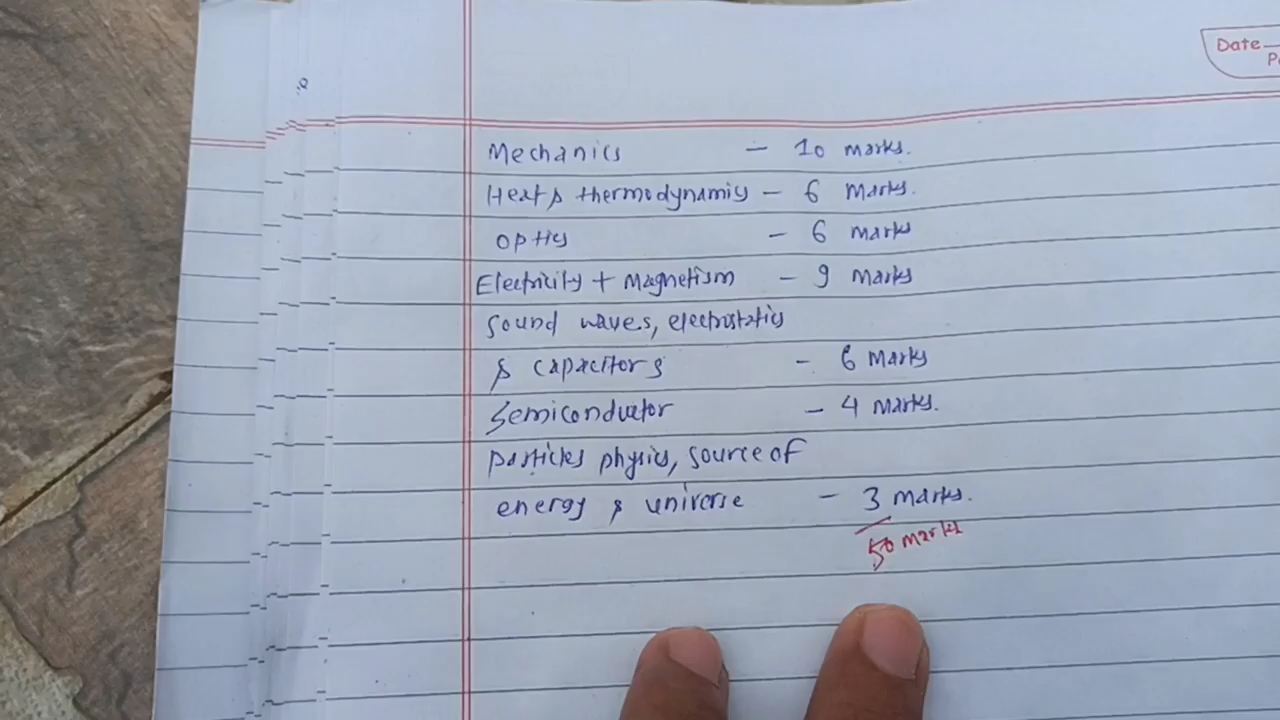 Date
Mechanics - 10 marks.
Heat & thermodynamics - 6 Marks.
Optics - 6 marks
Electricity + Magnetism - 9 Marks
Sound waves, electrostatics
& capacitors - 6 Marks
Semiconductor - 4 Marks.
Particles physics, source of
energy & universe - 3 marks.
50 marks